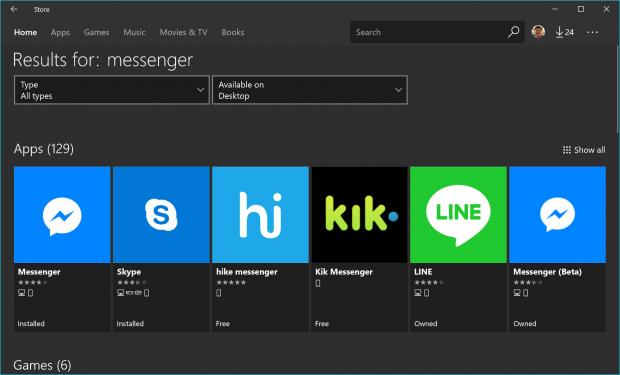 Store
Home Apps Games Music Movies & TV Books
Search
24
Results for: messenger
Type
All types
Available on
Desktop
Apps (129)
Show all
S
hi
kik
LINE
Messenger
Installed
Skype
Installed
hike messenger
Free
Kik Messenger
Free
LINE
Owned
Messenger (Beta)
Owned
Games (6)